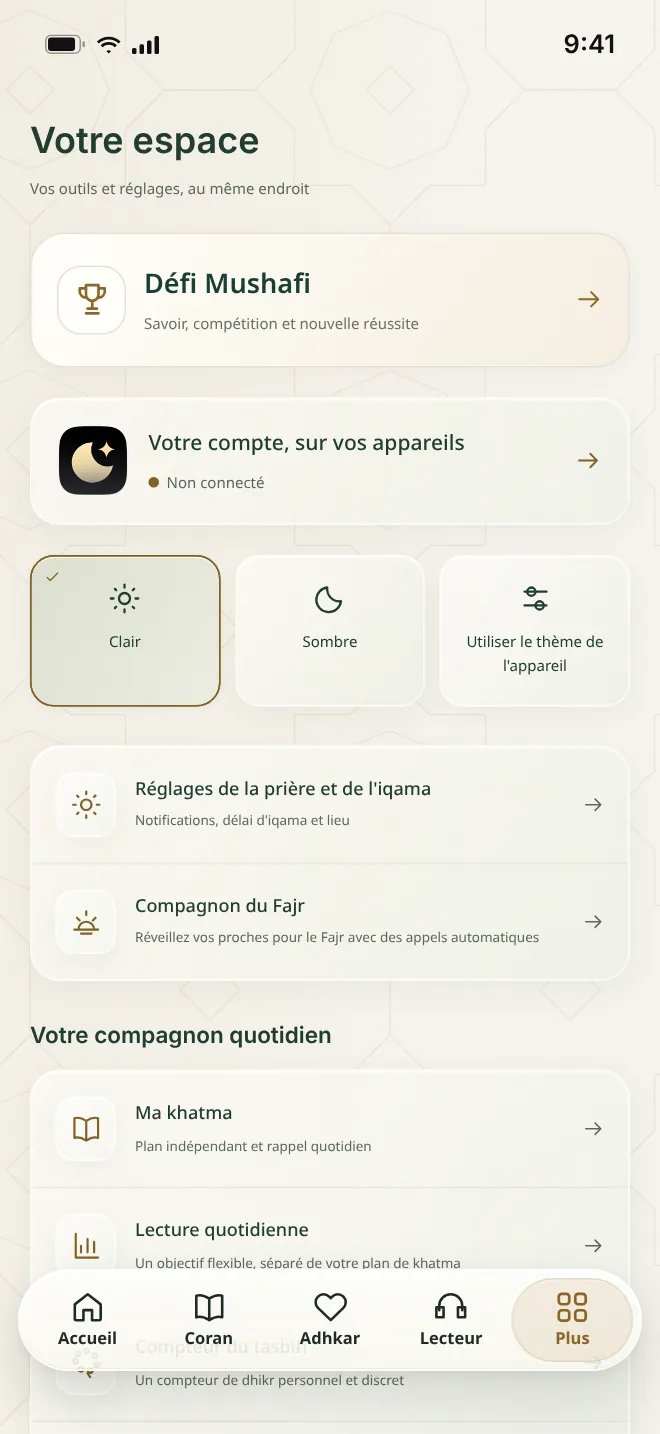 9:41
Votre espace
Vos outils et réglages, au même endroit
Défi Mushafi
Savoir, compétition et nouvelle réussite
Votre compte, sur vos appareils
Non connecté
Clair
Sombre
Utiliser le thème de
l'appareil
Réglages de la prière et de l'iqama
Notifications, délai d'iqama et lieu
Compagnon du Fajr
Réveillez vos proches pour le Fajr avec des appels automatiques
Votre compagnon quotidien
Ma khatma
Plan indépendant et rappel quotidien
Lecture quotidienne
Un objectif flexible, séparé de votre plan de khatma
Compteur du tasbih
Un compteur de dhikr personnel et discret
Accueil
Coran
Adhkar
Lecteur
Plus